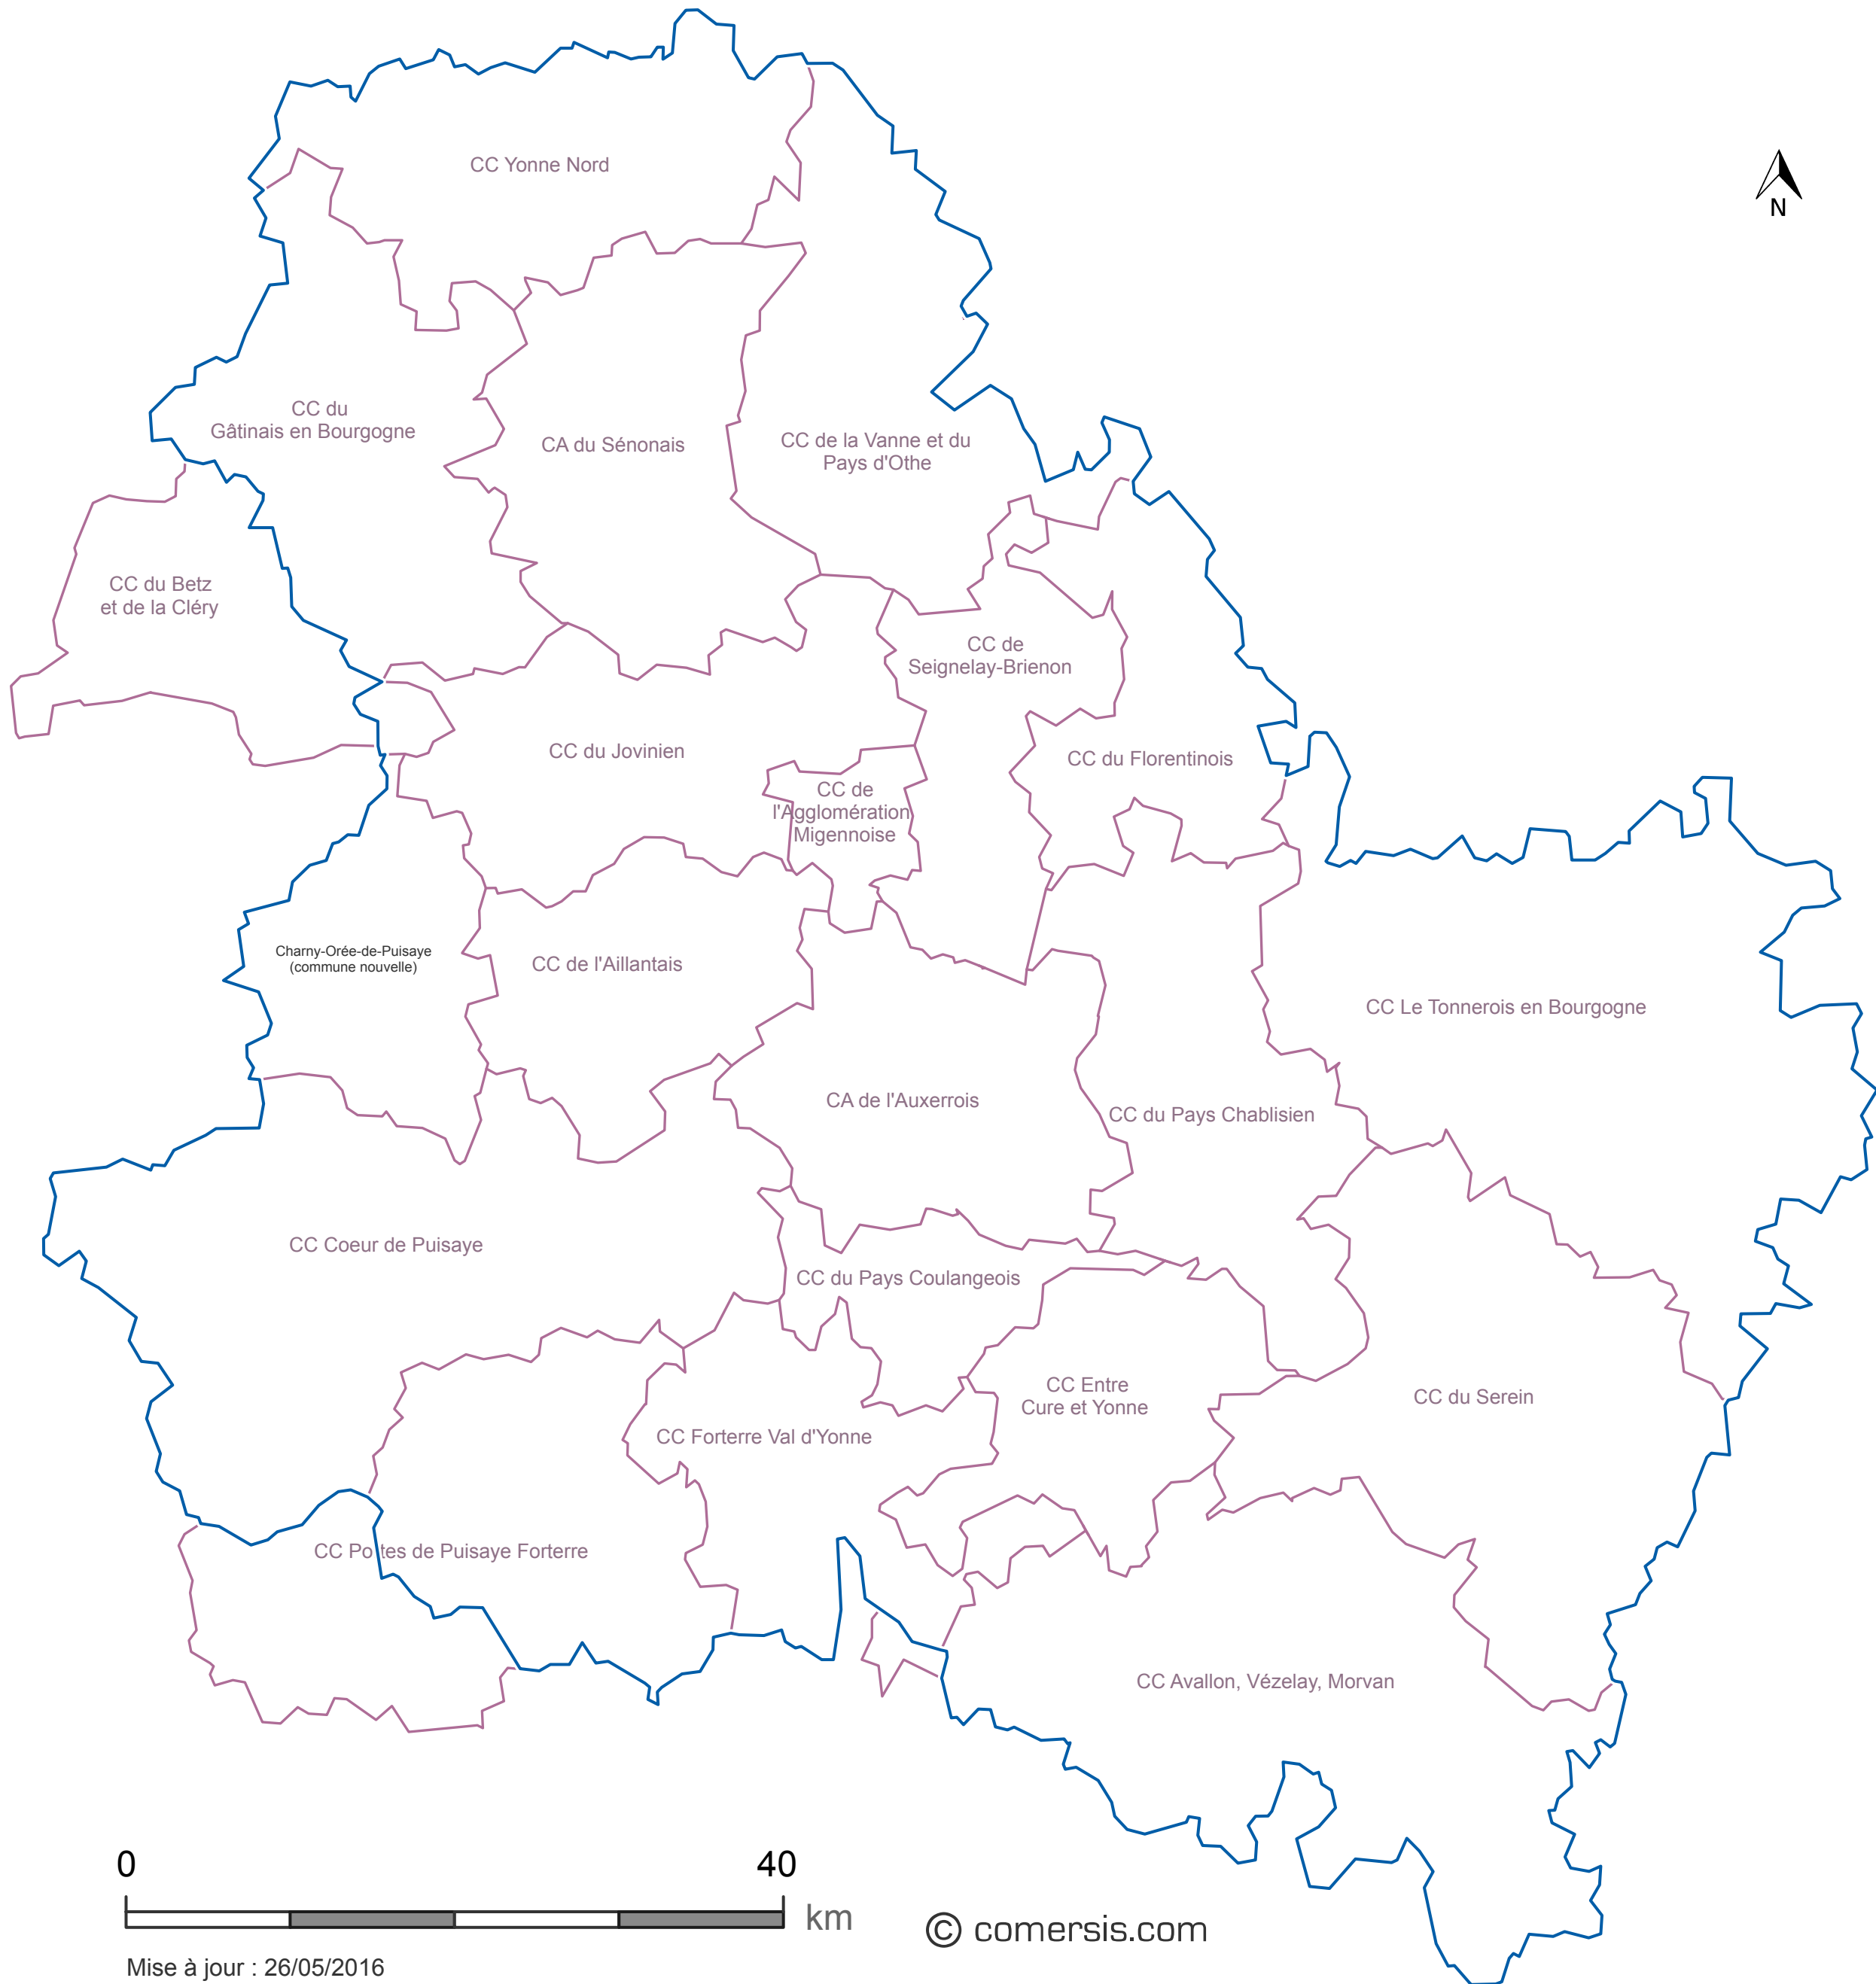 CC Yonne Nord
N
CC du
Gâtinais en Bourgogne
CA du Sénonais
CC de la Vanne et du
Pays d'Othe
CC du Betz
et de la Cléry
CC de
Seignelay-Brienon
CC du Jovinien
CC du Florentinois
CC de
l'Agglomération
Migennoise
Charny-Orée-de-Puisaye
(commune nouvelle)
CC de l'Aillantais
CC Le Tonnerois en Bourgogne
CA de l'Auxerrois
CC du Pays Chablisien
CC Coeur de Puisaye
CC du Pays Coulangeois
CC Entre
Cure et Yonne
CC du Serein
CC Forterre Val d'Yonne
CC Portes de Puisaye Forterre
CC Avallon, Vézelay, Morvan
0 40
km
© comersis.com
Mise à jour : 26/05/2016